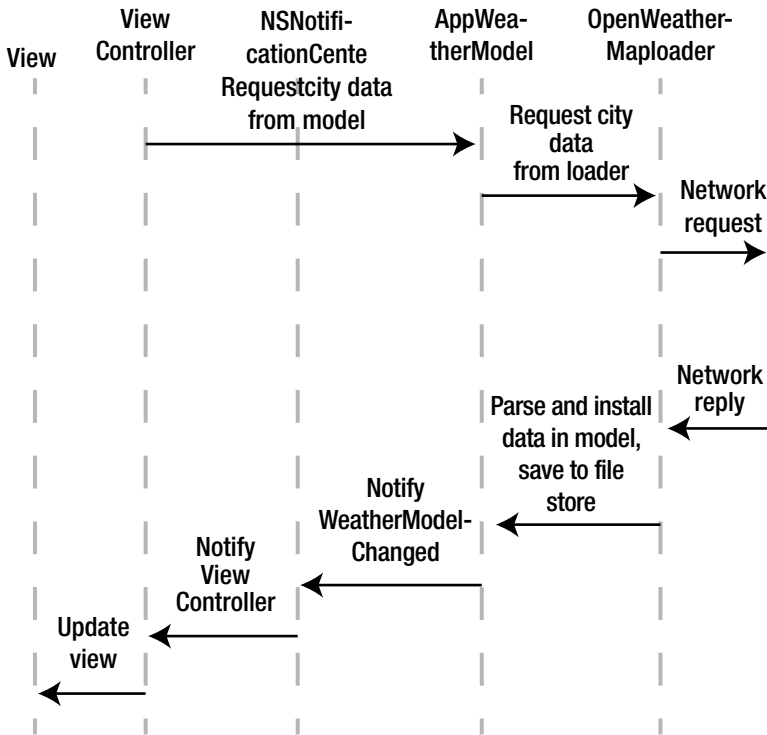 View
View
Controller
NSNotifi-
cationCente
AppWea-
therModel
OpenWeather-
Maploader
Requestcity data
from model
Request city
data
from loader
Network
request
Network
reply
Parse and install
data in model,
save to file
store
Notify
WeatherModel-
Changed
Notify
View
Controller
Update
view